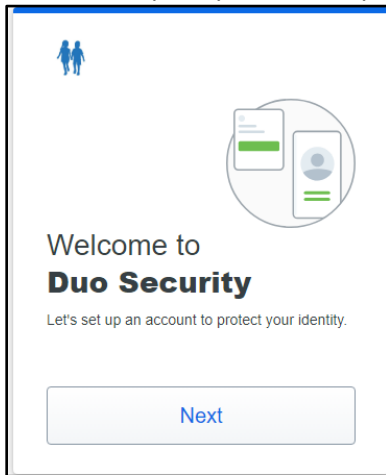 Welcome to
Duo Security
Let's set up an account to protect your identity.
Next